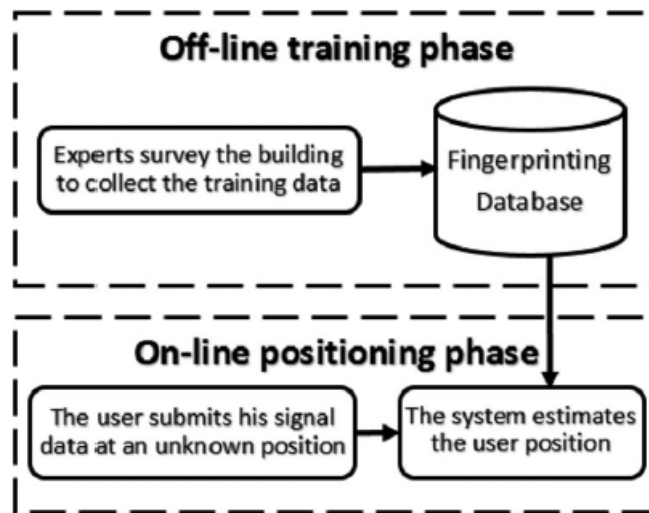 Off-line training phase
Experts survey the building
to collect the training data
Fingerprinting
Database
On-line positioning phase
The user submits his signal
data at an unknown position
The system estimates
the user position